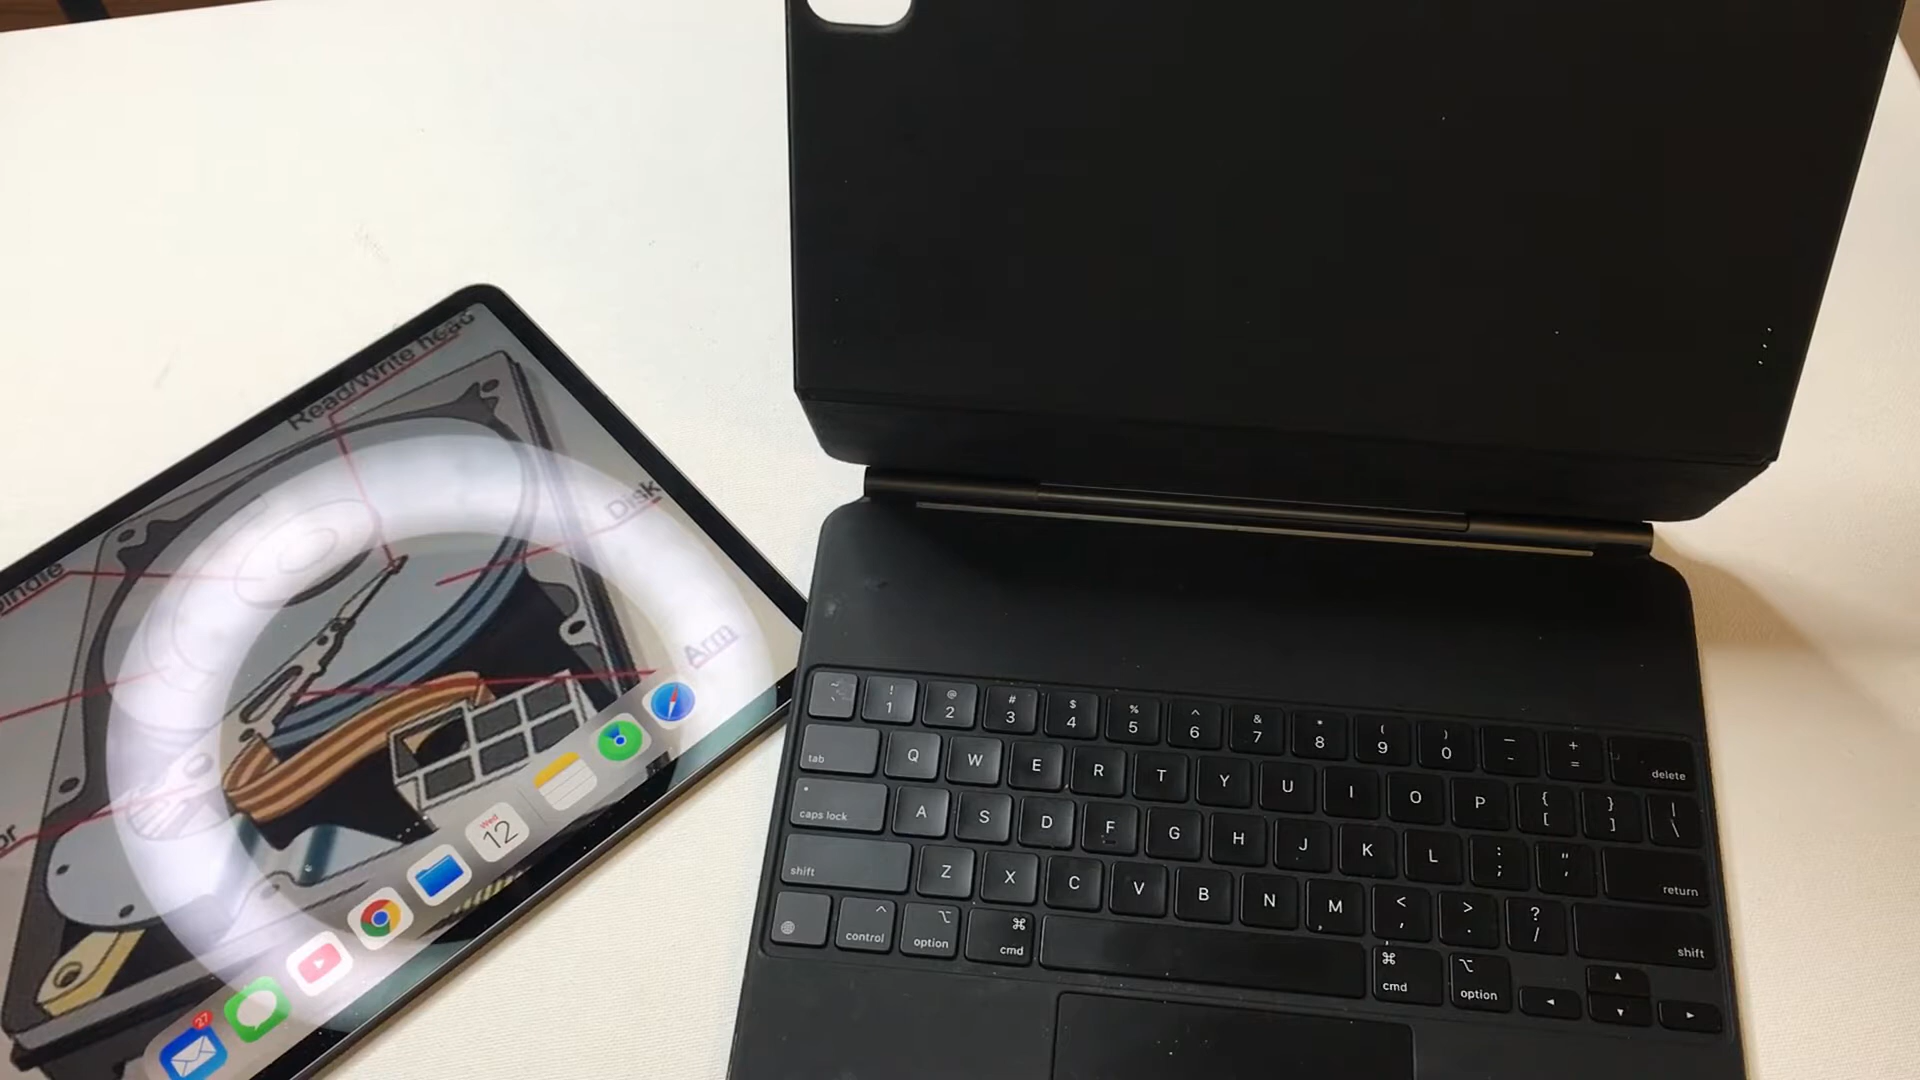 Read/Write head
Disk
Arm
Wed
12
27
~ ! @ # $ % ^ & * ( ) — +
` 1 2 3 4 5 6 7 8 9 0 - = delete
tab Q W E R T Y U I O P { [ } ] | \
caps lock A S D F G H J K L : ; " ' return
shift Z X C V B N M < , > . ? / shift
control option cmd cmd option